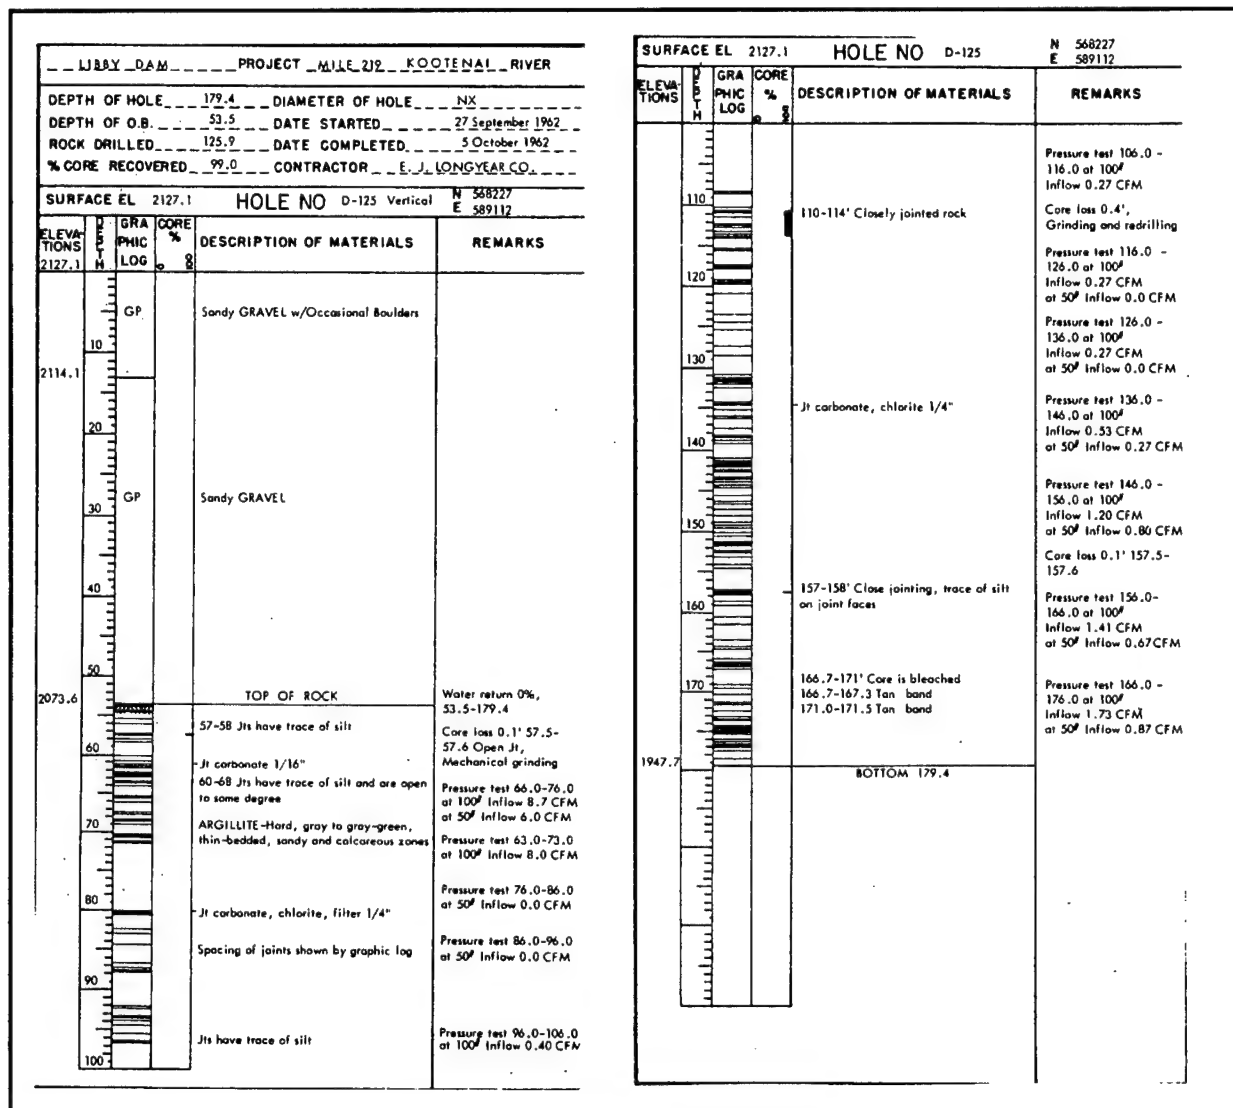 LIBBY DAM PROJECT MILE 219 KOOTENAI RIVER
DEPTH OF HOLE 179.4 DIAMETER OF HOLE NX
DEPTH OF O.B. 53.5 DATE STARTED 27 September 1962
ROCK DRILLED 125.9 DATE COMPLETED 5 October 1962
% CORE RECOVERED 99.0 CONTRACTOR E. J. LONGYEAR CO.
SURFACE EL 2127.1 HOLE NO D-125 Vertical N 568227
E 589112
ELEVA-TIONS DEPTH GRAPHIC LOG CORE % DESCRIPTION OF MATERIALS REMARKS
2127.1 0 100
GP Sandy GRAVEL w/Occasional Boulders
10
2114.1
20
GP Sandy GRAVEL
30
40
50
2073.6 TOP OF ROCK
Water return 0%,
53.5-179.4
57-58 Jts have trace of silt
Core loss 0.1' 57.5-
57.6 Open Jt,
Mechanical grinding
60
Jt carbonate 1/16"
60-68 Jts have trace of silt and are open
to some degree
Pressure test 66.0-76.0
at 100# Inflow 8.7 CFM
at 50# Inflow 6.0 CFM
70
ARGILLITE-Hard, gray to gray-green,
thin-bedded, sandy and calcareous zones
Pressure test 63.0-73.0
at 100# Inflow 8.0 CFM
80
Pressure test 76.0-86.0
at 50# Inflow 0.0 CFM
Jt carbonate, chlorite, filter 1/4"
Spacing of joints shown by graphic log
Pressure test 86.0-96.0
at 50# Inflow 0.0 CFM
90
Jts have trace of silt
Pressure test 96.0-106.0
at 100# Inflow 0.40 CFM
100
SURFACE EL 2127.1 HOLE NO D-125 N 568227
E 589112
ELEVA-TIONS DEPTH GRAPHIC LOG CORE % DESCRIPTION OF MATERIALS REMARKS
0 100
Pressure test 106.0 -
116.0 at 100#
Inflow 0.27 CFM
110
110-114' Closely jointed rock
Core loss 0.4',
Grinding and redrilling
Pressure test 116.0 -
126.0 at 100#
Inflow 0.27 CFM
at 50# Inflow 0.0 CFM
120
Pressure test 126.0 -
136.0 at 100#
Inflow 0.27 CFM
at 50# Inflow 0.0 CFM
130
Jt carbonate, chlorite 1/4"
Pressure test 136.0 -
146.0 at 100#
Inflow 0.53 CFM
at 50# Inflow 0.27 CFM
140
Pressure test 146.0 -
156.0 at 100#
Inflow 1.20 CFM
at 50# Inflow 0.80 CFM
150
Core loss 0.1' 157.5-
157.6
157-158' Close jointing, trace of silt
on joint faces
160
Pressure test 156.0-
166.0 at 100#
Inflow 1.41 CFM
at 50# Inflow 0.67CFM
166.7-171' Core is bleached
166.7-167.3 Tan band
171.0-171.5 Tan band
170
Pressure test 166.0 -
176.0 at 100#
Inflow 1.73 CFM
at 50# Inflow 0.87 CFM
1947.7
BOTTOM 179.4